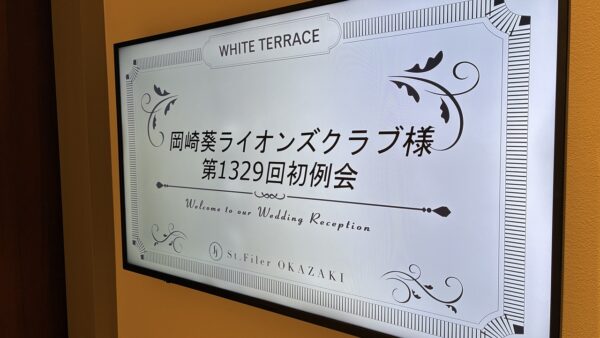 WHITE TERRACE
岡崎葵ライオンズクラブ様
第1329回初例会
Welcome to our Wedding Reception
St.Filer OKAZAKI